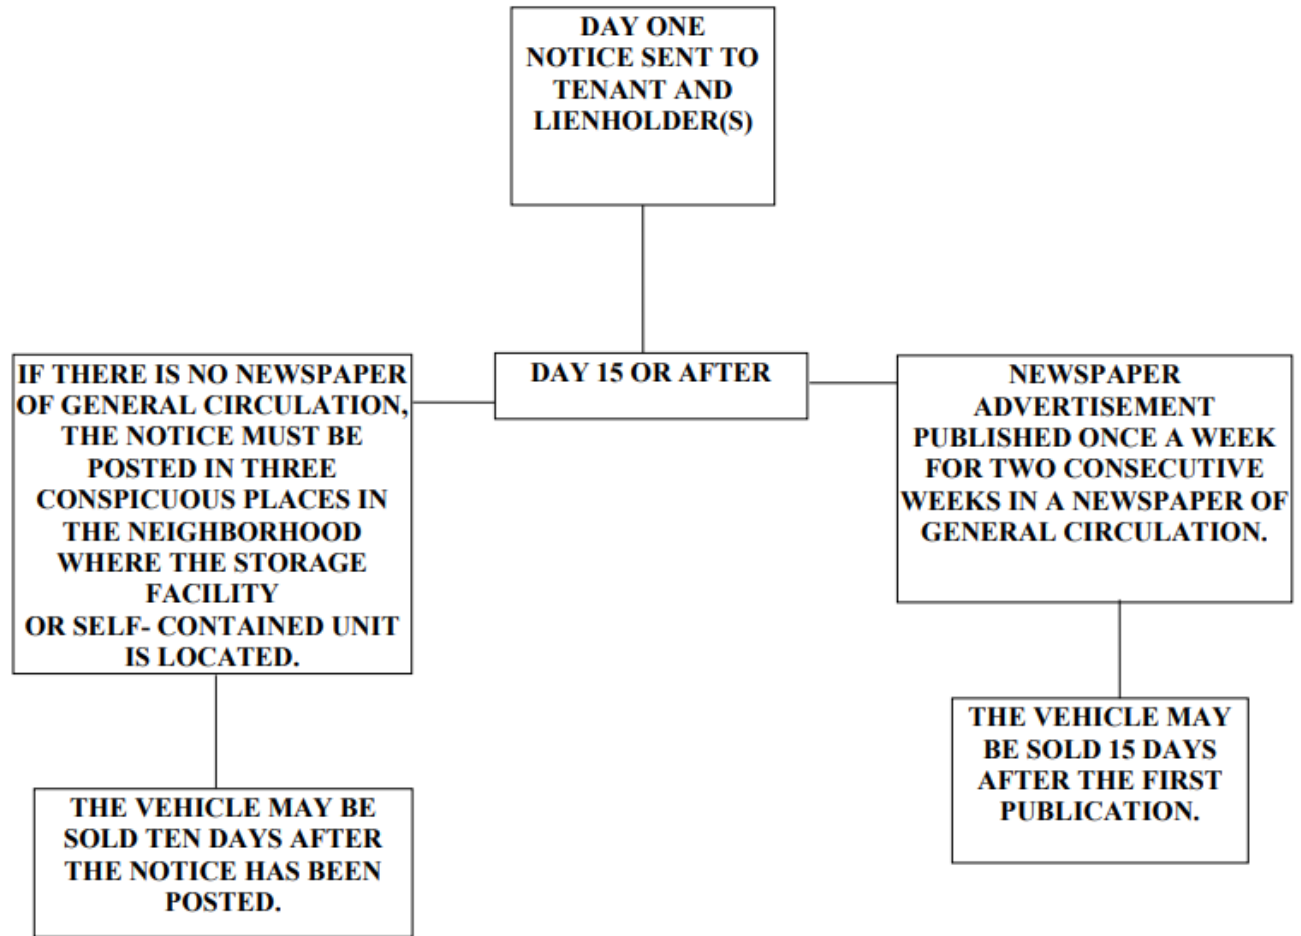 DAY ONE
NOTICE SENT TO
TENANT AND
LIENHOLDER(S)
DAY 15 OR AFTER
IF THERE IS NO NEWSPAPER
OF GENERAL CIRCULATION,
THE NOTICE MUST BE
POSTED IN THREE
CONSPICUOUS PLACES IN
THE NEIGHBORHOOD
WHERE THE STORAGE
FACILITY
OR SELF- CONTAINED UNIT
IS LOCATED.
NEWSPAPER
ADVERTISEMENT
PUBLISHED ONCE A WEEK
FOR TWO CONSECUTIVE
WEEKS IN A NEWSPAPER OF
GENERAL CIRCULATION.
THE VEHICLE MAY BE
SOLD TEN DAYS AFTER
THE NOTICE HAS BEEN
POSTED.
THE VEHICLE MAY
BE SOLD 15 DAYS
AFTER THE FIRST
PUBLICATION.